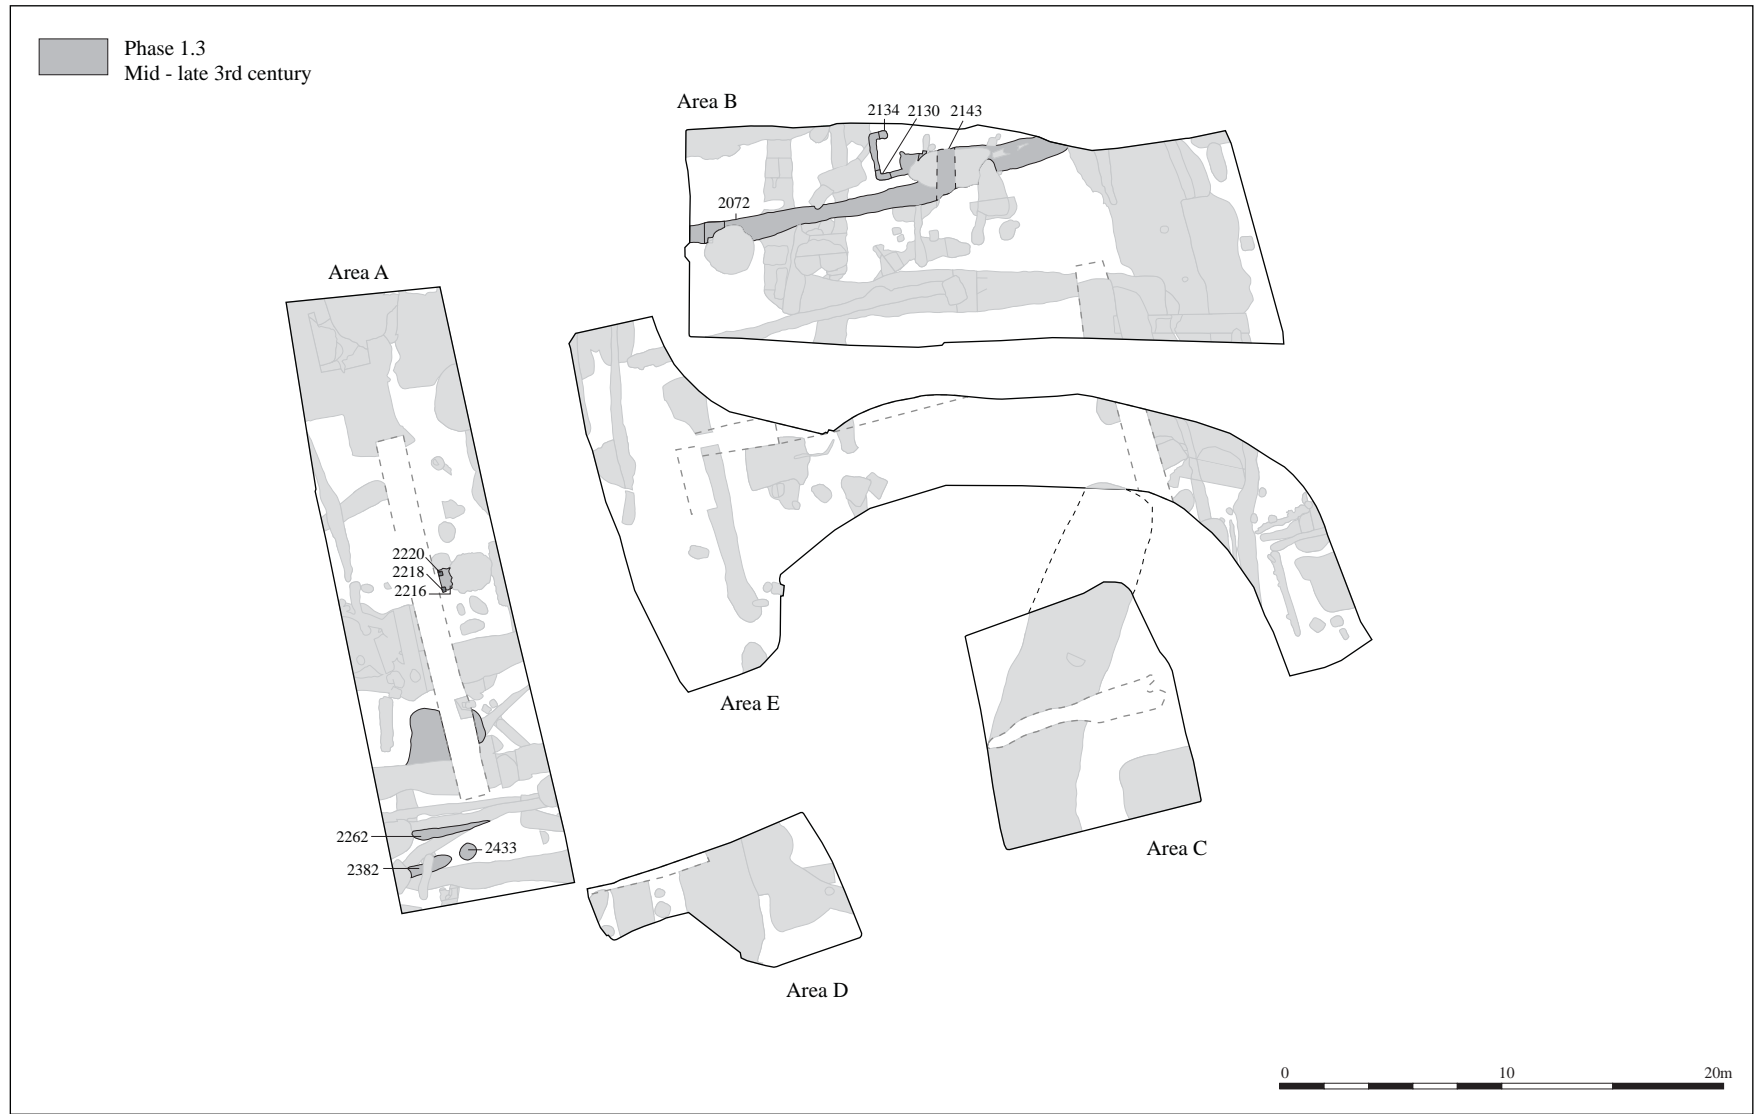 Phase 1.3
Mid - late 3rd century
Area B
2134 2130 2143
2072
Area A
2220
2218
2216
Area E
2262
2433
2382
Area C
Area D
0 10 20m